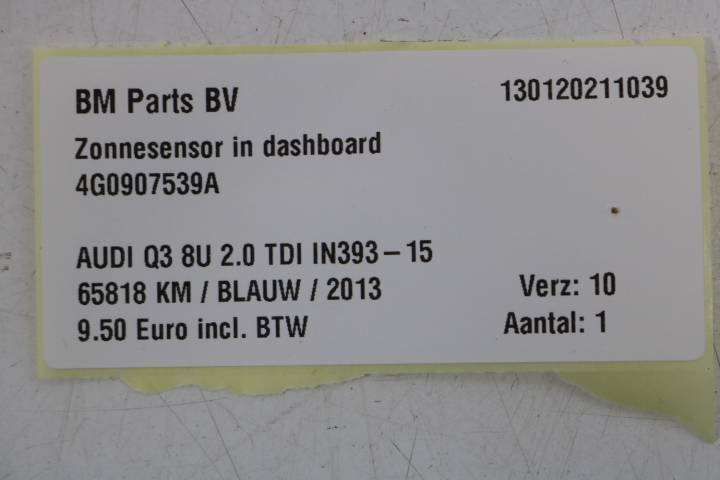 BM Parts BV 130120211039
Zonnesensor in dashboard
4G0907539A
AUDI Q3 8U 2.0 TDI IN393-15
65818 KM / BLAUW / 2013 Verz: 10
9.50 Euro incl. BTW Aantal: 1